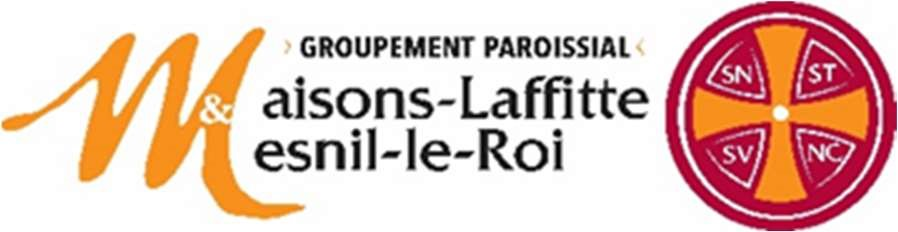 › GROUPEMENT PAROISSIAL ‹
M&aisons-Laffitte
esnil-le-Roi
SN ST
SV NC